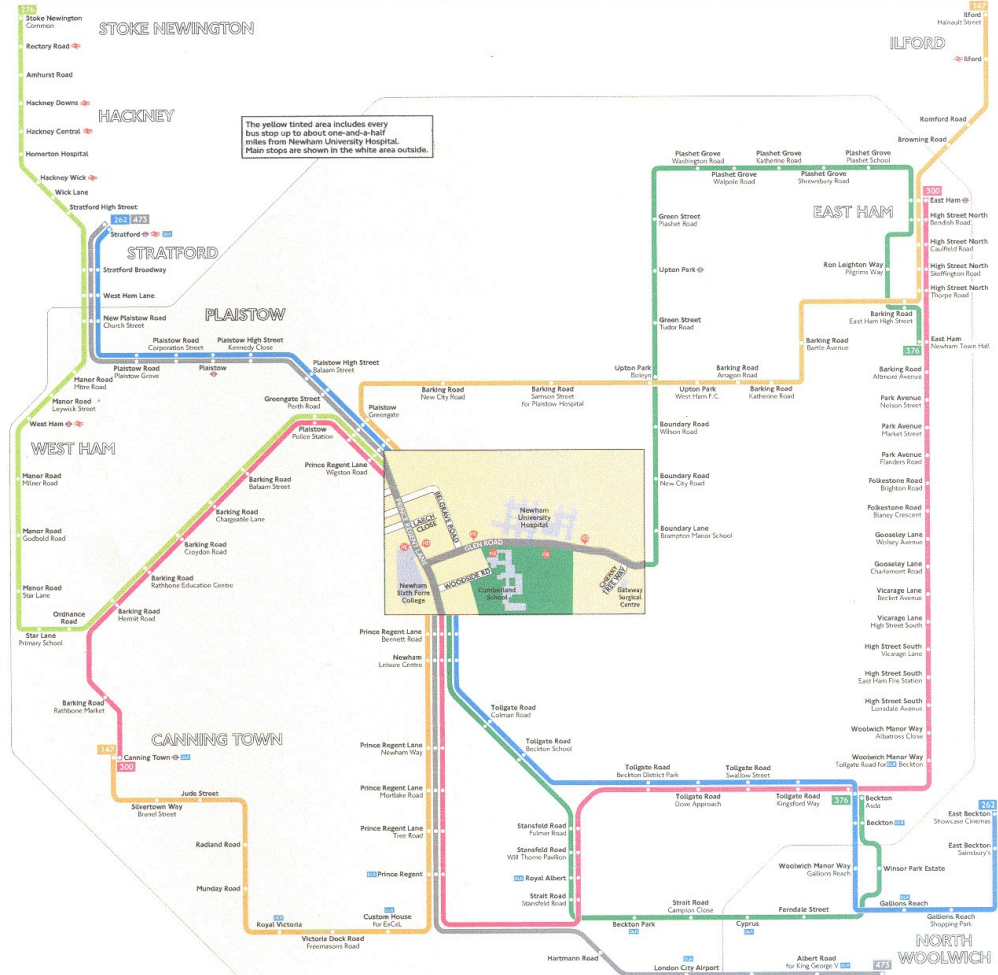 276
Stoke Newington
Common
Rectory Road
Amhurst Road
Hackney Downs
Hackney Central
Homerton Hospital
Hackney Wick
Wick Lane
Stratford High Street
STOKE NEWINGTON
HACKNEY
The yellow tinted area includes every
bus stop up to about one-and-a-half
miles from Newham University Hospital.
Main stops are shown in the white area outside.
147
Ilford
Hainault Street
ILFORD
Ilford
Romford Road
Browning Road
262 473
Stratford
STRATFORD
Stratford Broadway
West Ham Lane
New Plaistow Road
Church Street
PLAISTOW
Plaistow Road
Corporation Street
Plaistow High Street
Kennedy Close
Plaistow Road
Plaistow Grove
Plaistow
Plaistow High Street
Balaam Street
Manor Road
Mitre Road
Manor Road
Leywick Street
West Ham
WEST HAM
Manor Road
Milner Road
Manor Road
Godbold Road
Manor Road
Star Lane
Ordnance
Road
Star Lane
Primary School
Greengate Street
Perth Road
Plaistow
Police Station
Plaistow
Greengate
Prince Regent Lane
Wigston Road
Barking Road
Balaam Street
Barking Road
Chargeable Lane
Barking Road
Croydon Road
Barking Road
Rathbone Education Centre
Barking Road
Hermit Road
Barking Road
Rathbone Market
CANNING TOWN
147
Canning Town
300
Silvertown Way
Brunel Street
Jude Street
Radland Road
Munday Road
Royal Victoria
Victoria Dock Road
Freemasons Road
Custom House
for ExCeL
Barking Road
New City Road
Barking Road
Samson Street
for Plaistow Hospital
Upton Park
Boleyn
Upton Park
West Ham F.C.
Barking Road
Arragon Road
Barking Road
Katherine Road
Barking Road
Bartle Avenue
Plashet Grove
Washington Road
Plashet Grove
Walpole Road
Plashet Grove
Katherine Road
Plashet Grove
Shrewsbury Road
Plashet Grove
Plashet School
Green Street
Plashet Road
Upton Park
Green Street
Tudor Road
Boundary Road
Wilson Road
Boundary Road
New City Road
Boundary Lane
Brampton Manor School
EAST HAM
Ron Leighton Way
Pilgrims Way
Barking Road
East Ham High Street
376
300
East Ham
High Street North
Bendish Road
High Street North
Caulfield Road
High Street North
Skeffington Road
High Street North
Thorpe Road
East Ham
Newham Town Hall
Barking Road
Altmore Avenue
Park Avenue
Nelson Street
Park Avenue
Market Street
Park Avenue
Flanders Road
Folkestone Road
Brighton Road
Folkestone Road
Blaney Crescent
Gooseley Lane
Wolsey Avenue
Gooseley Lane
Charlemont Road
Vicarage Lane
Becket Avenue
Vicarage Lane
High Street South
High Street South
Vicarage Lane
High Street South
East Ham Fire Station
High Street South
Lonsdale Avenue
Woolwich Manor Way
Albatross Close
Woolwich Manor Way
Tollgate Road for DLR Beckton
PRINCE REGENT LANE
LARCH
CLOSE
BELGRAVE ROAD
GLEN ROAD
WOODSIDE RD
CHERRY
TREE WAY
Newham
University
Hospital
Newham
Sixth Form
College
Cumberland
School
Gateway
Surgical
Centre
Prince Regent Lane
Bennett Road
Newham
Leisure Centre
Prince Regent Lane
Newham Way
Prince Regent Lane
Murtlake Road
Prince Regent Lane
Tree Road
DLR Prince Regent
Tollgate Road
Colman Road
Tollgate Road
Beckton School
Tollgate Road
Beckton District Park
Tollgate Road
Swallow Street
Tollgate Road
Dove Approach
Tollgate Road
Kingsford Way
Stansfeld Road
Fulmer Road
Stansfeld Road
Will Thorne Pavilion
DLR Royal Albert
Strait Road
Stansfeld Road
376
Beckton
Asda
Beckton DLR
Woolwich Manor Way
Gallions Reach
Winsor Park Estate
262
East Beckton
Showcase Cinemas
East Beckton
Sainsbury's
Gallions Reach
Gallions Reach
Shopping Park
Beckton Park
Strait Road
Campion Close
Cyprus
Ferndale Street
NORTH
WOOLWICH
Hartmann Road
London City Airport
Albert Road
for King George V DLR
473